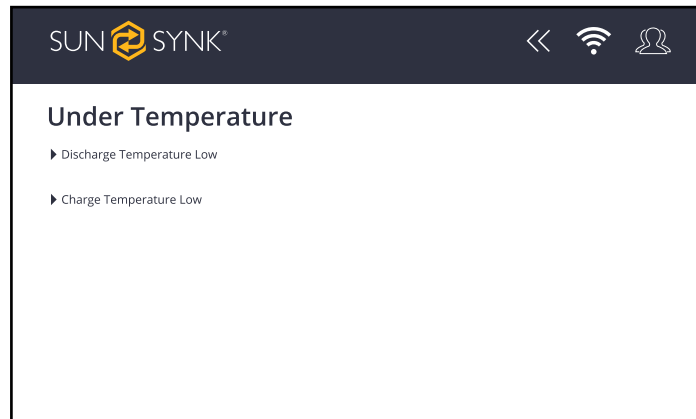 SUN SYNK®
Under Temperature
Discharge Temperature Low
Charge Temperature Low